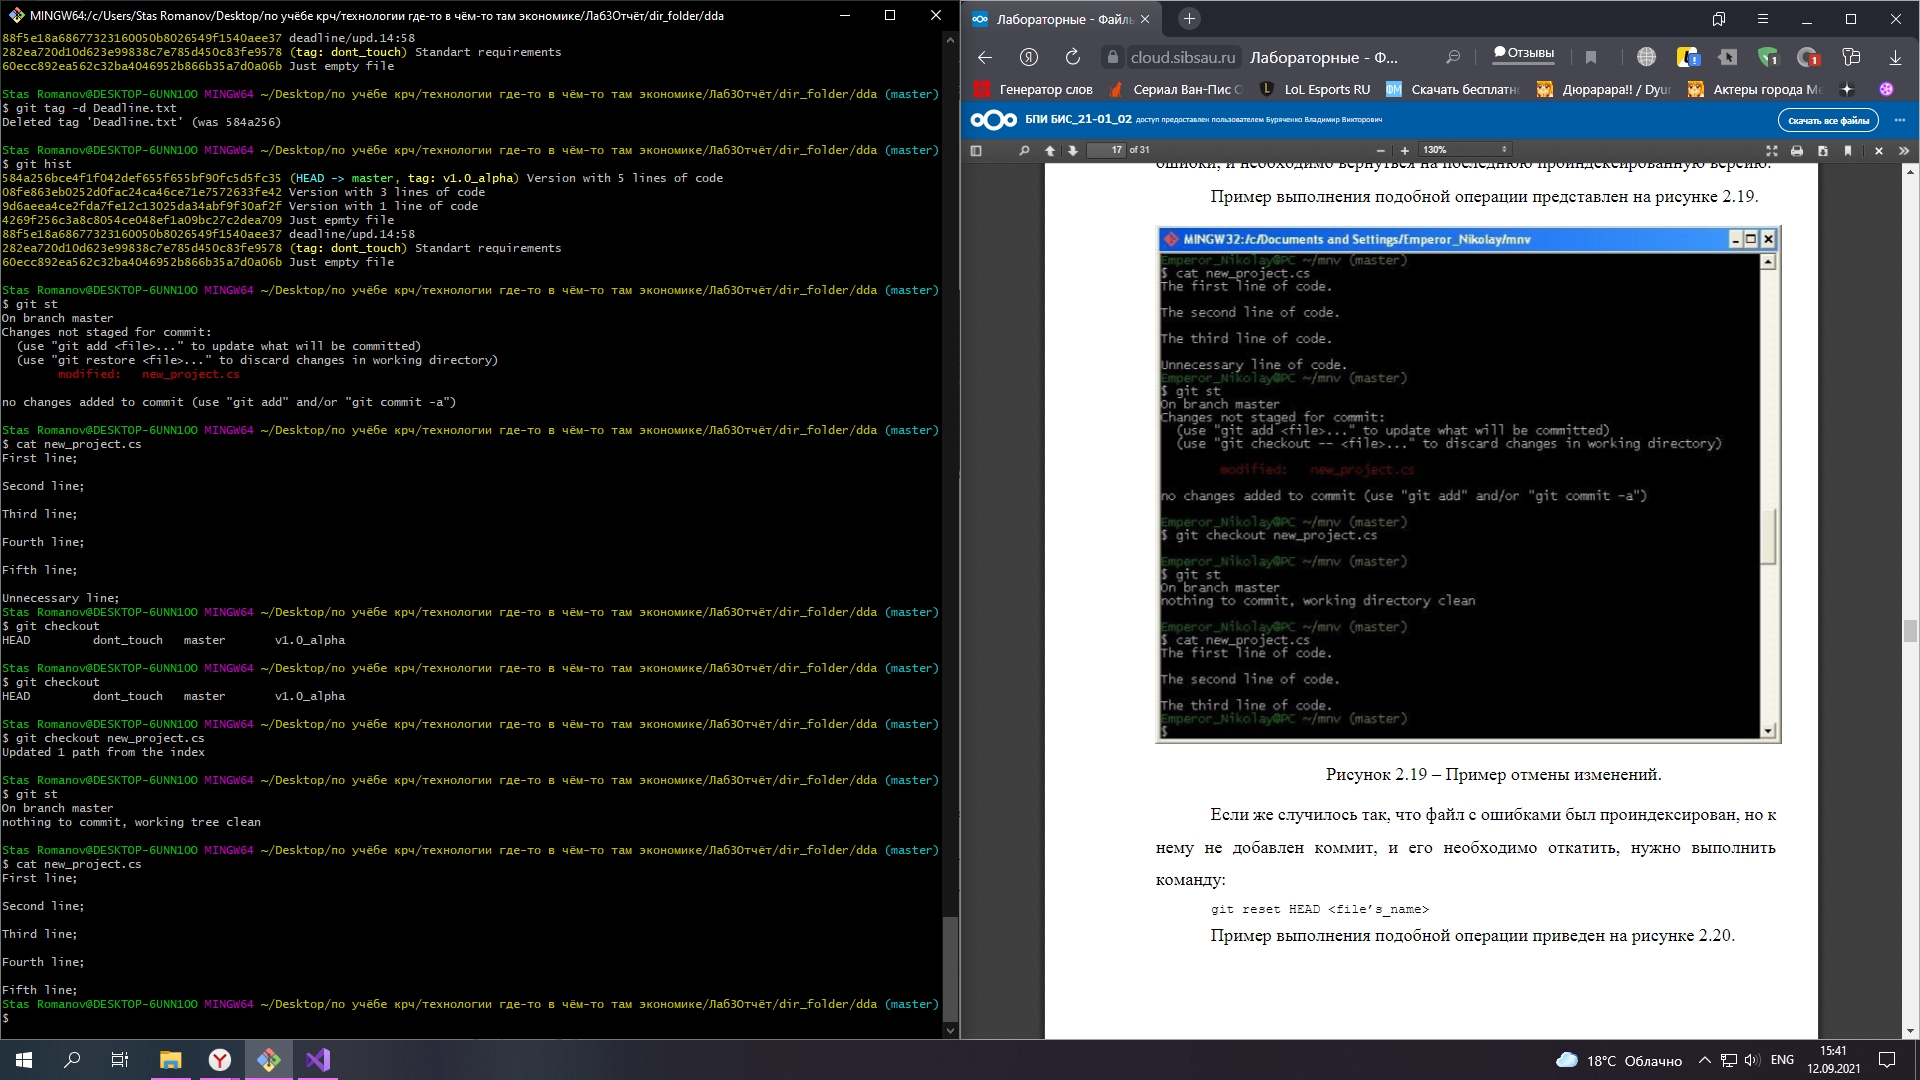 MINGW64:/c/Users/Stas Romanov/Desktop/по учёбе крч/технологии где-то в чём-то там экономике/Лаб3Отчёт/dir_folder/dda
88f5e18a68677323160050b8026549f1540aee37 deadline/upd.14:58
282ea720d10d623e99838c7e785d450c83fe9578 (tag: dont_touch) Standart requirements
60ecc892ea562c32ba4046952b866b35a7d0a06b Just empty file
Stas Romanov@DESKTOP-6UNN1OO MINGW64 ~/Desktop/по учёбе крч/технологии где-то в чём-то там экономике/Лаб3Отчёт/dir_folder/dda (master)
$ git tag -d Deadline.txt
Deleted tag 'Deadline.txt' (was 584a256)
Stas Romanov@DESKTOP-6UNN1OO MINGW64 ~/Desktop/по учёбе крч/технологии где-то в чём-то там экономике/Лаб3Отчёт/dir_folder/dda (master)
$ git hist
584a256bce4f1f042def655f655bf90fc5d5fc35 (HEAD -> master, tag: v1.0_alpha) Version with 5 lines of code
08fe863eb0252d0fac24ca46ce71e7572633fe42 Version with 3 lines of code
9d6aeea4ce2fda7fe12c13025da34abf9f30af2f Version with 1 line of code
4269f256c3a8c8054ce048ef1a09bc27c2dea709 Just epmty file
88f5e18a68677323160050b8026549f1540aee37 deadline/upd.14:58
282ea720d10d623e99838c7e785d450c83fe9578 (tag: dont_touch) Standart requirements
60ecc892ea562c32ba4046952b866b35a7d0a06b Just empty file
Stas Romanov@DESKTOP-6UNN1OO MINGW64 ~/Desktop/по учёбе крч/технологии где-то в чём-то там экономике/Лаб3Отчёт/dir_folder/dda (master)
$ git st
On branch master
Changes not staged for commit:
(use "git add <file>..." to update what will be committed)
(use "git restore <file>..." to discard changes in working directory)
modified: new_project.cs
no changes added to commit (use "git add" and/or "git commit -a")
Stas Romanov@DESKTOP-6UNN1OO MINGW64 ~/Desktop/по учёбе крч/технологии где-то в чём-то там экономике/Лаб3Отчёт/dir_folder/dda (master)
$ cat new_project.cs
First line;
Second line;
Third line;
Fourth line;
Fifth line;
Unnecessary line;
Stas Romanov@DESKTOP-6UNN1OO MINGW64 ~/Desktop/по учёбе крч/технологии где-то в чём-то там экономике/Лаб3Отчёт/dir_folder/dda (master)
$ git checkout
HEAD dont_touch master v1.0_alpha
Stas Romanov@DESKTOP-6UNN1OO MINGW64 ~/Desktop/по учёбе крч/технологии где-то в чём-то там экономике/Лаб3Отчёт/dir_folder/dda (master)
$ git checkout
HEAD dont_touch master v1.0_alpha
Stas Romanov@DESKTOP-6UNN1OO MINGW64 ~/Desktop/по учёбе крч/технологии где-то в чём-то там экономике/Лаб3Отчёт/dir_folder/dda (master)
$ git checkout new_project.cs
Updated 1 path from the index
Stas Romanov@DESKTOP-6UNN1OO MINGW64 ~/Desktop/по учёбе крч/технологии где-то в чём-то там экономике/Лаб3Отчёт/dir_folder/dda (master)
$ git st
On branch master
nothing to commit, working tree clean
Stas Romanov@DESKTOP-6UNN1OO MINGW64 ~/Desktop/по учёбе крч/технологии где-то в чём-то там экономике/Лаб3Отчёт/dir_folder/dda (master)
$ cat new_project.cs
First line;
Second line;
Third line;
Fourth line;
Fifth line;
Stas Romanov@DESKTOP-6UNN1OO MINGW64 ~/Desktop/по учёбе крч/технологии где-то в чём-то там экономике/Лаб3Отчёт/dir_folder/dda (master)
$
Лабораторные - Файлы
cloud.sibsau.ru Лабораторные - Ф... Отзывы
Генератор слов Сериал Ван-Пис LoL Esports RU Скачать бесплатно Дюрарара!! / Dyur Актеры города
БПИ БИС_21-01_02 доступ предоставлен пользователем Буряченко Владимир Викторович Скачать все файлы
17 of 31 130%
ошибки, и необходимо вернуться на последнюю проиндексированную версию.
Пример выполнения подобной операции представлен на рисунке 2.19.
MINGW32:/c/Documents and Settings/Emperor_Nikolay/mnv
Emperor_Nikolay@PC ~/mnv (master)
$ cat new_project.cs
The first line of code.
The second line of code.
The third line of code.
Unnecessary line of code.
Emperor_Nikolay@PC ~/mnv (master)
$ git st
On branch master
Changes not staged for commit:
(use "git add <file>..." to update what will be committed)
(use "git checkout -- <file>..." to discard changes in working directory)
modified: new_project.cs
no changes added to commit (use "git add" and/or "git commit -a")
Emperor_Nikolay@PC ~/mnv (master)
$ git checkout new_project.cs
Emperor_Nikolay@PC ~/mnv (master)
$ git st
On branch master
nothing to commit, working directory clean
Emperor_Nikolay@PC ~/mnv (master)
$ cat new_project.cs
The first line of code.
The second line of code.
The third line of code.
Emperor_Nikolay@PC ~/mnv (master)
$
Рисунок 2.19 – Пример отмены изменений.
Если же случилось так, что файл с ошибками был проиндексирован, но к
нему не добавлен коммит, и его необходимо откатить, нужно выполнить
команду:
git reset HEAD <file’s_name>
Пример выполнения подобной операции приведен на рисунке 2.20.
18°C Облачно ENG 15:41
12.09.2021